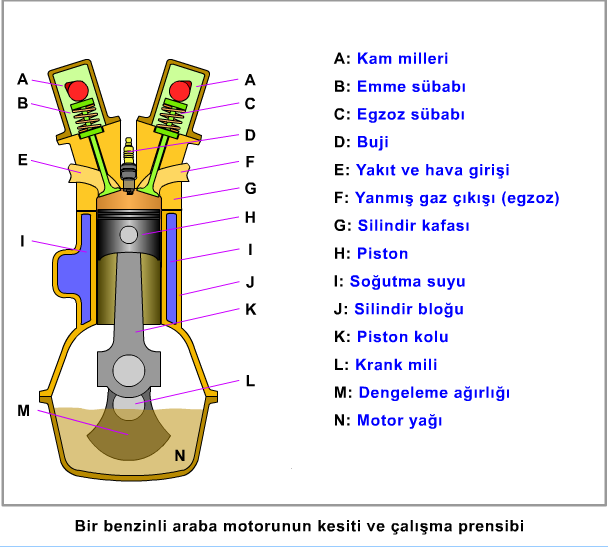 A
B
E
I
M
A
C
D
F
G
H
I
J
K
L
N
A: Kam milleri
B: Emme sübabı
C: Egzoz sübabı
D: Buji
E: Yakıt ve hava girişi
F: Yanmış gaz çıkışı (egzoz)
G: Silindir kafası
H: Piston
I: Soğutma suyu
J: Silindir bloğu
K: Piston kolu
L: Krank mili
M: Dengeleme ağırlığı
N: Motor yağı
Bir benzinli araba motorunun kesiti ve çalışma prensibi